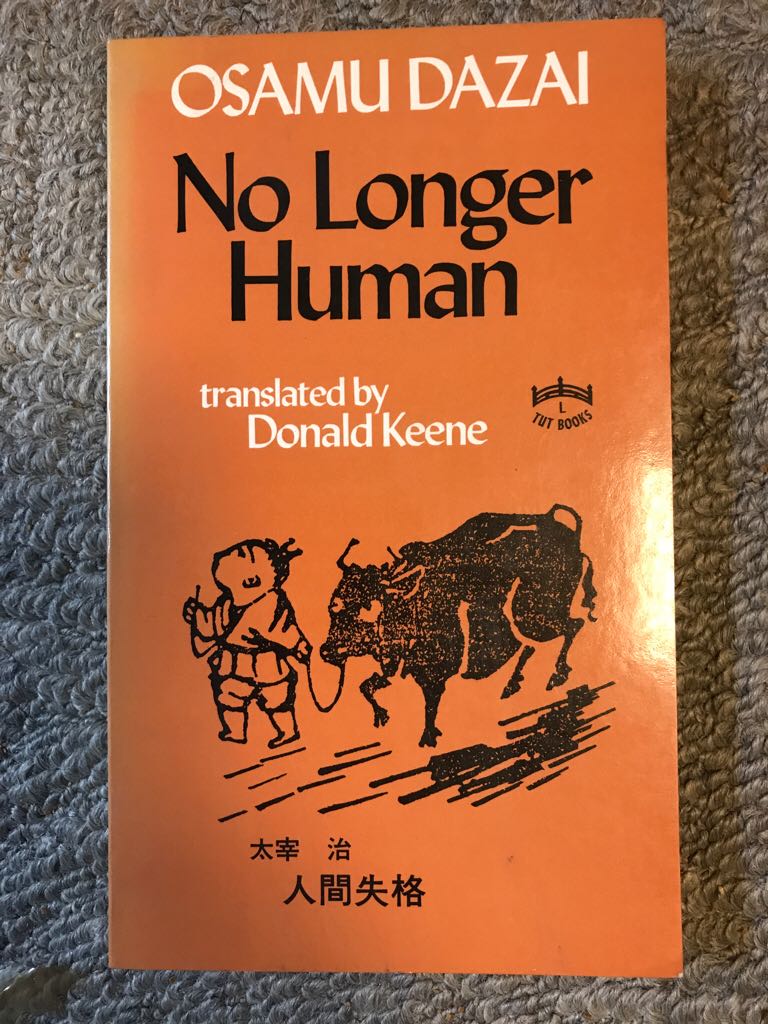 OSAMU DAZAI
No Longer
Human
translated by
Donald Keene
L
TUT BOOKS
太宰 治
人間失格